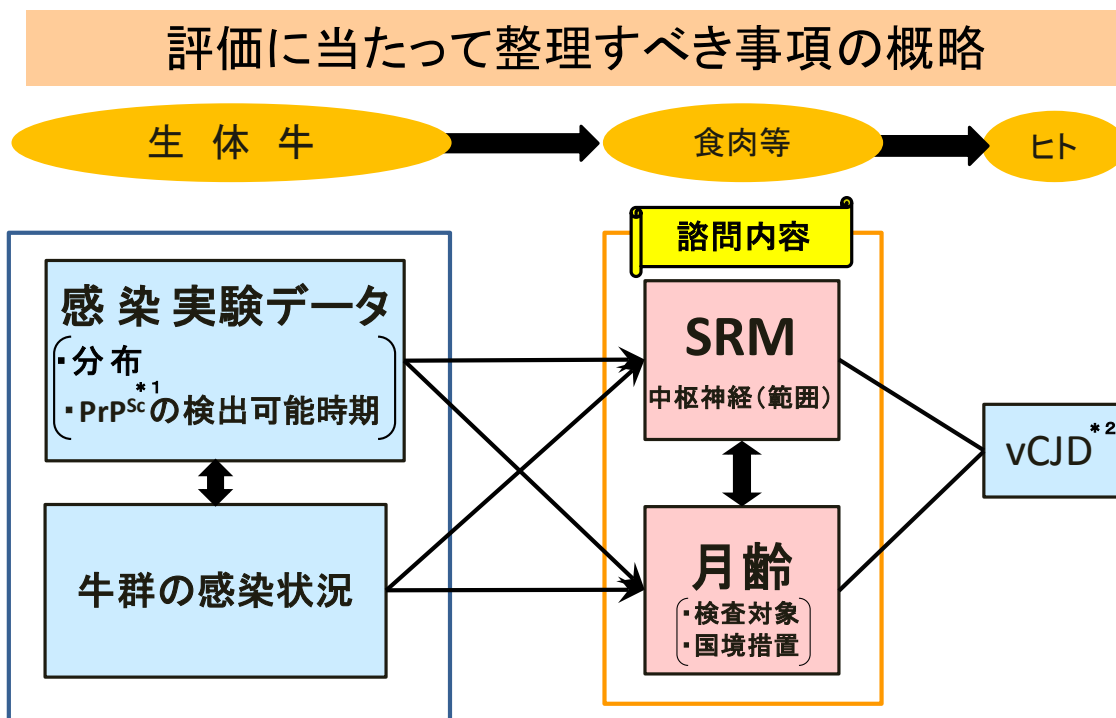 評価に当たって整理すべき事項の概略
生 体 牛
食肉等
ヒト
諮問内容
感 染 実験データ
・分 布
・PrPSc*1の検出可能時期
牛群の感染状況
SRM
中枢神経(範囲)
月齢
・検査対象
・国境措置
vCJD*2